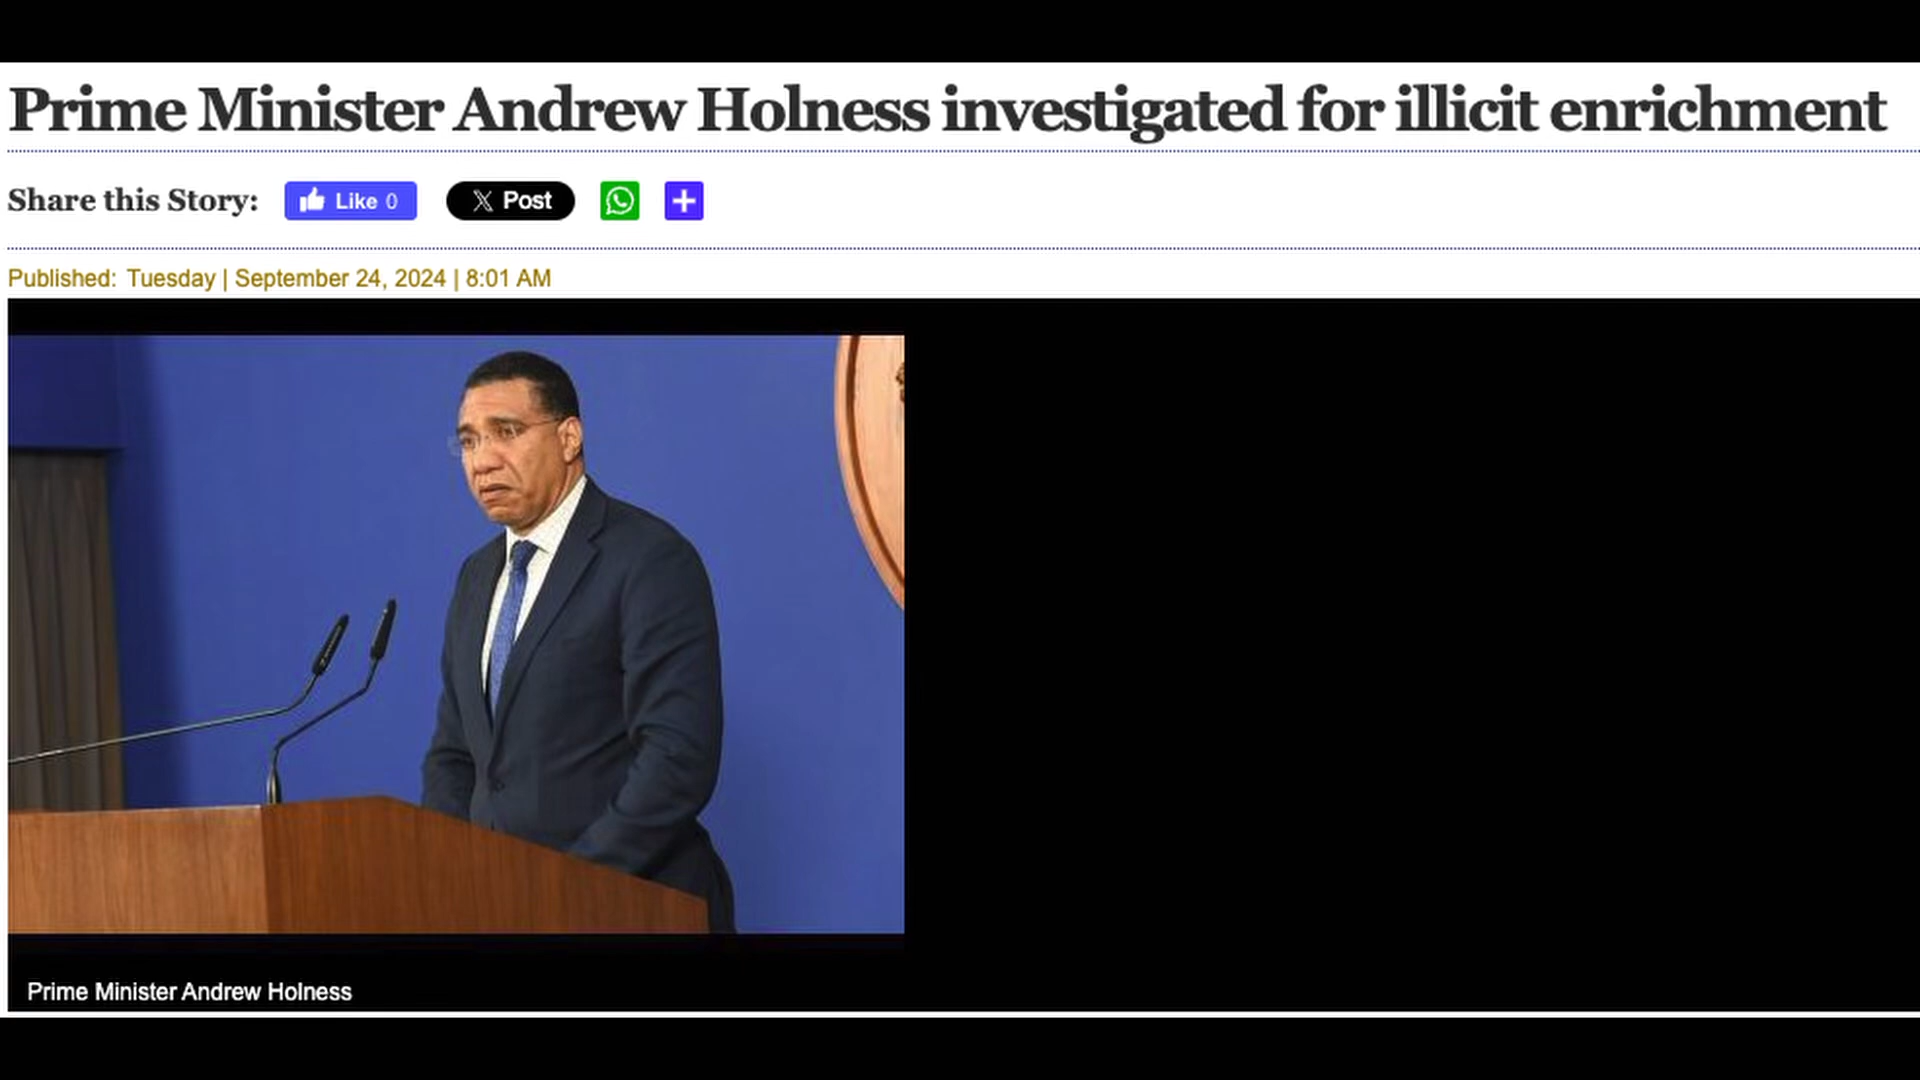 Prime Minister Andrew Holness investigated for illicit enrichment
Share this Story: Like 0 Post
Published: Tuesday | September 24, 2024 | 8:01 AM
Prime Minister Andrew Holness